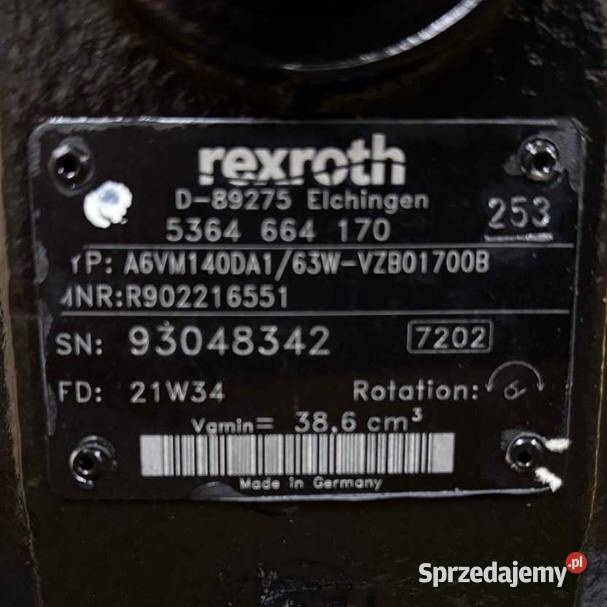 rexroth
D-89275 Elchingen
5364 664 170
253
YP: A6VM140DA1/63W-VZB01700B
MNR:R902216551
SN: 93048342
7202
FD: 21W34
Rotation:
Vgmin= 38,6 cm³
Made in Germany
Sprzedajemy.pl